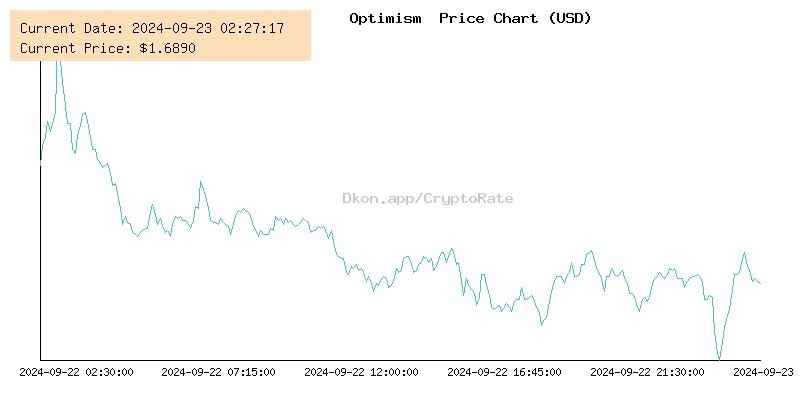 Optimism  Price Chart (USD)
Current Date: 2024-09-23 02:27:17
Current Price: $1.6890
Dkon.app/CryptoRate
2024-09-22 02:30:00 2024-09-22 07:15:00 2024-09-22 12:00:00 2024-09-22 16:45:00 2024-09-22 21:30:00 2024-09-23